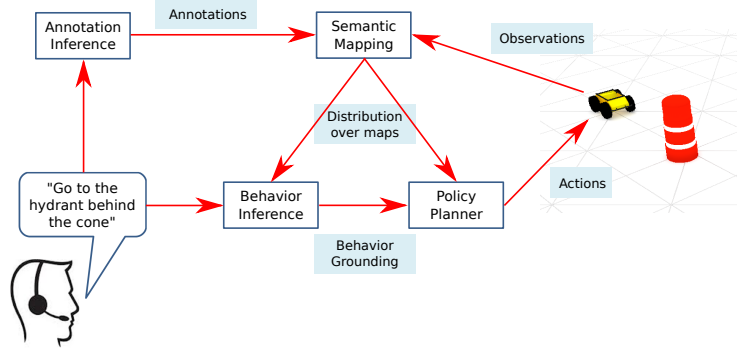 Annotations
Annotation
Inference
Semantic
Mapping
Observations
Distribution
over maps
"Go to the
hydrant behind
the cone"
Behavior
Inference
Policy
Planner
Actions
Behavior
Grounding